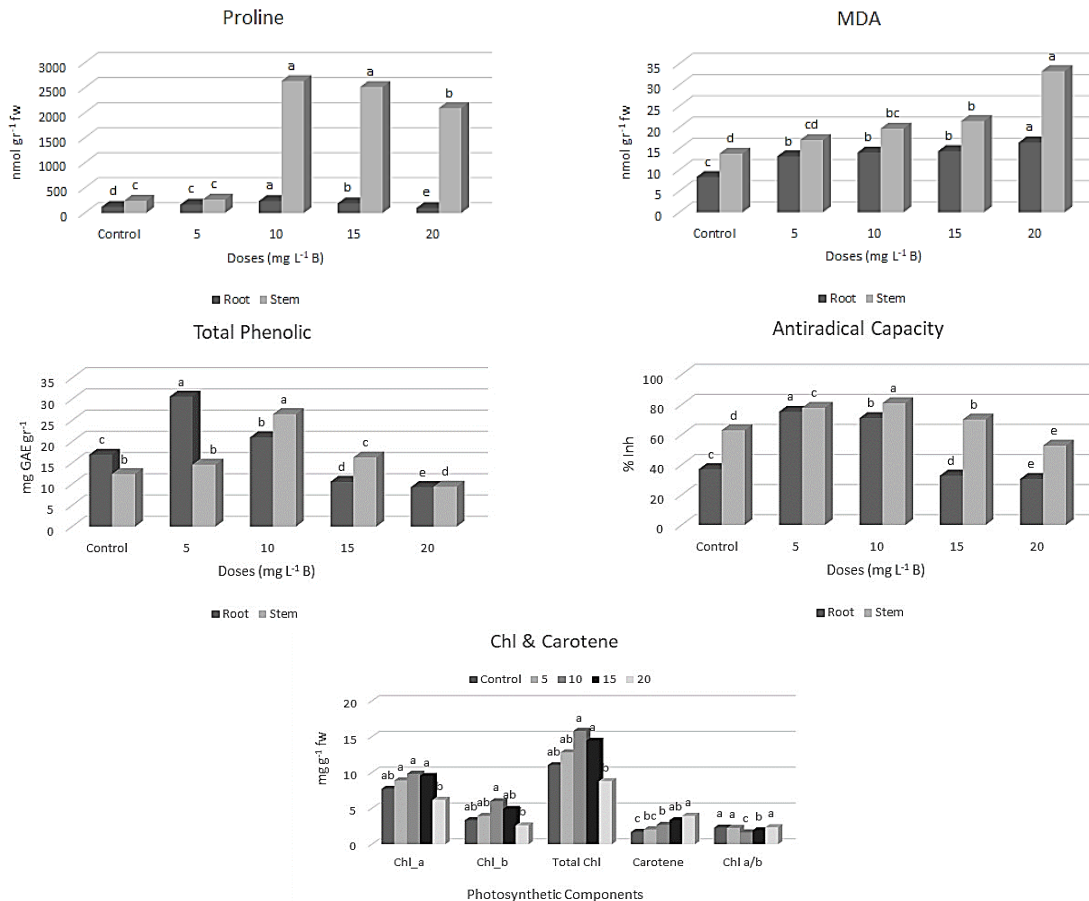 Proline
3000
2500
2000
1500
1000
500
0
nmol gr⁻¹ fw
d c c c a a b a e b
Control 5 10 15 20
Doses (mg L⁻¹ B)
Root Stem
MDA
35
30
25
20
15
10
5
0
nmol gr⁻¹ fw
c d b cd b bc b b a a
Control 5 10 15 20
Doses (mg L⁻¹ B)
Root Stem
Total Phenolic
35
30
25
20
15
10
5
0
mg GAE gr⁻¹
c b a b b a d c e d
Control 5 10 15 20
Doses (mg L⁻¹ B)
Root Stem
Antiradical Capacity
100
80
60
40
20
0
% Inh
c d a c b a d b e e
Control 5 10 15 20
Doses (mg L⁻¹ B)
Root Stem
Chl & Carotene
Control 5 10 15 20
20
15
10
5
0
mg g⁻¹ fw
ab a a a b ab ab a ab b ab ab a a b c bc b ab a a a c b a
Chl_a Chl_b Total Chl Carotene Chl a/b
Photosynthetic Components